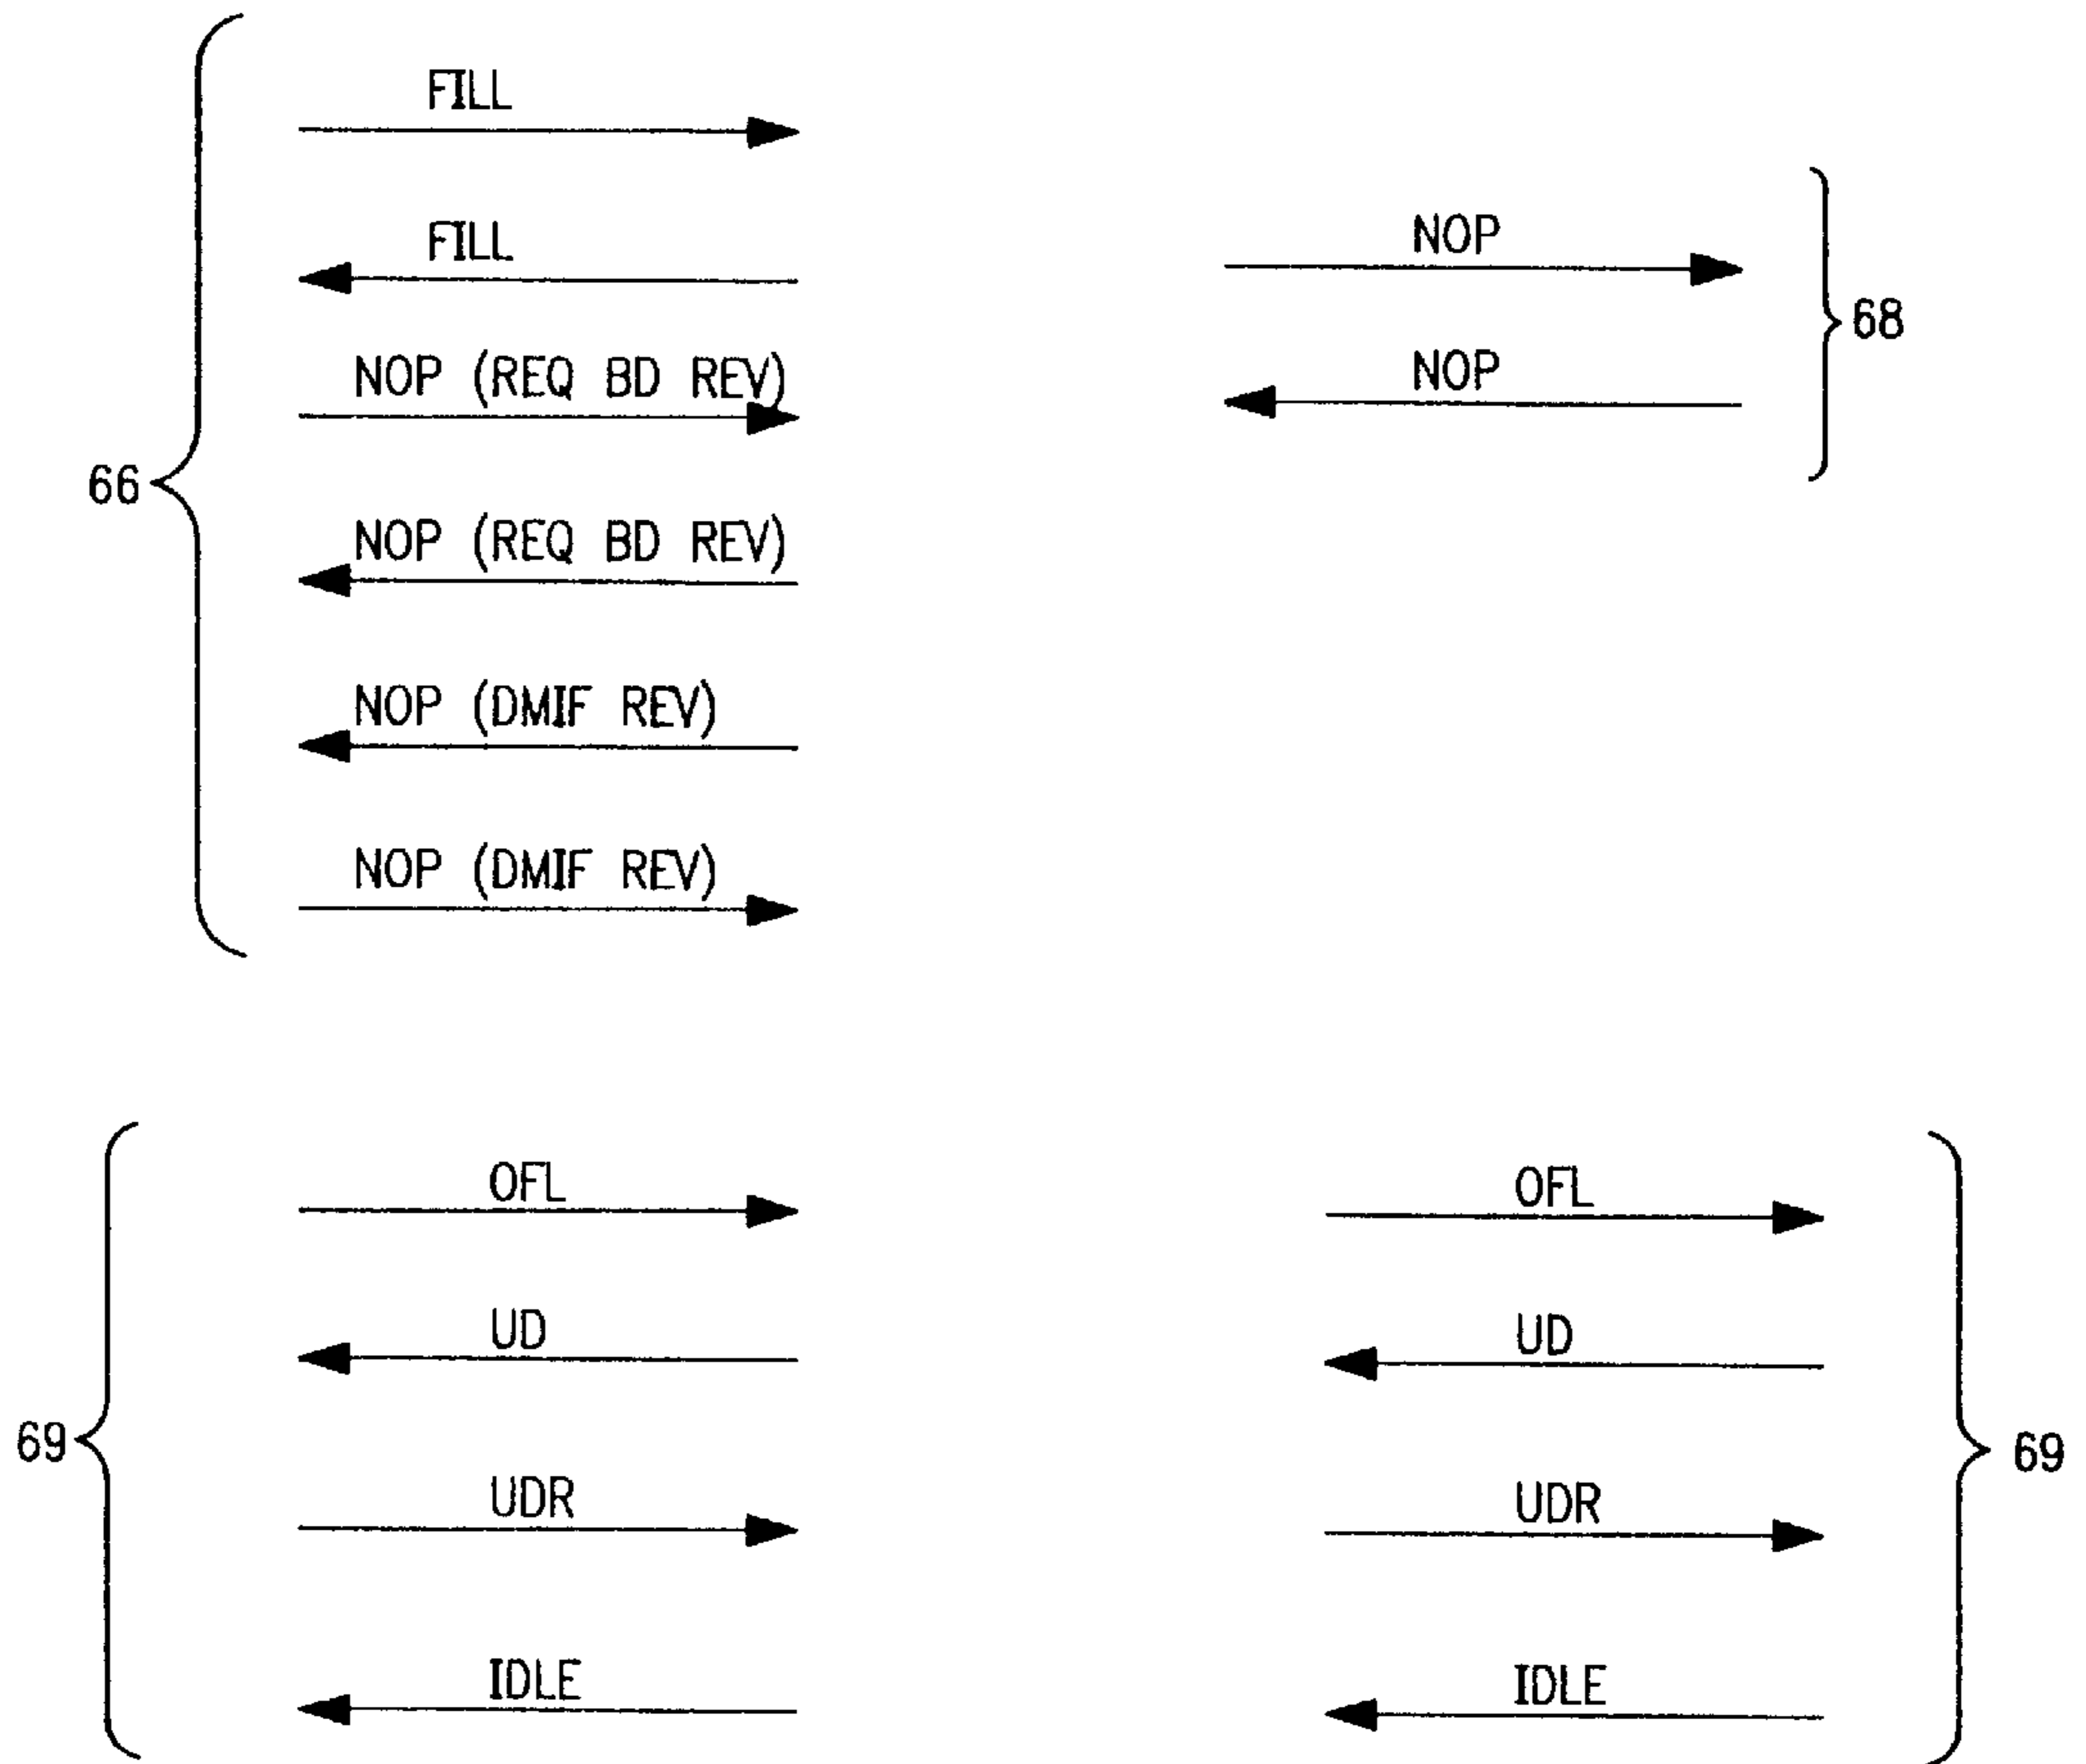 FILL
FILL
NOP (REQ BD REV)
66
NOP (REQ BD REV)
NOP (DMIF REV)
NOP (DMIF REV)
NOP
68
NOP
OFL
UD
69
UDR
IDLE
OFL
UD
69
UDR
IDLE